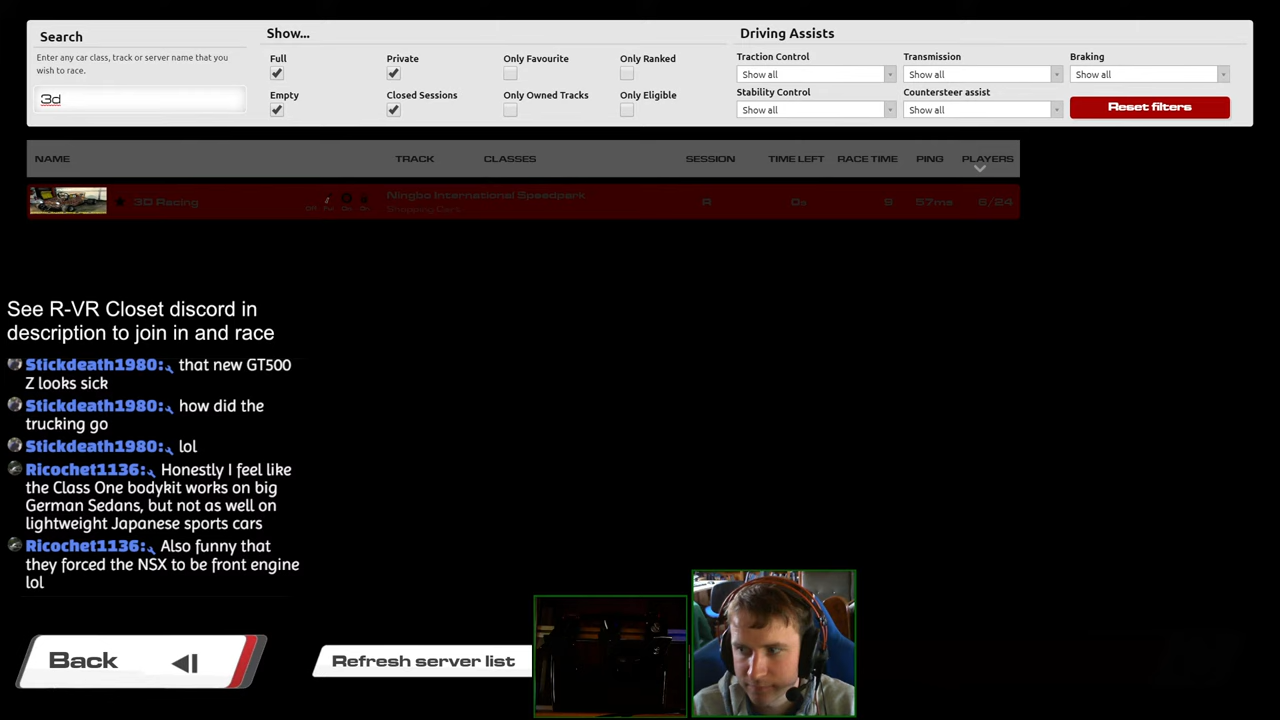 Search
Enter any car class, track or server name that you
wish to race.
3d
Show...
Full
Private
Only Favourite
Only Ranked
Empty
Closed Sessions
Only Owned Tracks
Only Eligible
Driving Assists
Traction Control
Transmission
Braking
Show all
Show all
Show all
Stability Control
Countersteer assist
Show all
Show all
Reset filters
NAME TRACK CLASSES SESSION TIME LEFT RACE TIME PING PLAYERS
3D Racing
Ningbo International Speedpark
R 0s 9 57ms 6/24
See R-VR Closet discord in
description to join in and race
Stickdeath1980: that new GT500
Z looks sick
Stickdeath1980: how did the
trucking go
Stickdeath1980: lol
Ricochet1136: Honestly I feel like
the Class One bodykit works on big
German Sedans, but not as well on
lightweight Japanese sports cars
Ricochet1136: Also funny that
they forced the NSX to be front engine
lol
Back
Refresh server list